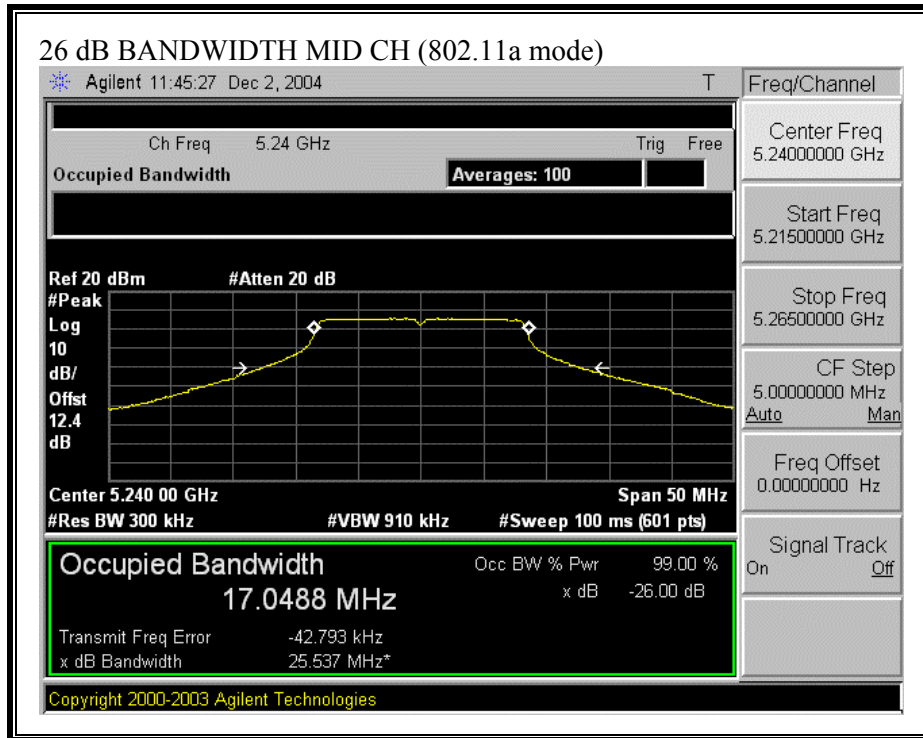 26 dB BANDWIDTH MID CH (802.11a mode)
Agilent 11:45:27 Dec 2, 2004 T
Freq/Channel
Ch Freq 5.24 GHz Trig Free
Occupied Bandwidth Averages: 100
Center Freq
5.24000000 GHz
Start Freq
5.21500000 GHz
Stop Freq
5.26500000 GHz
CF Step
5.00000000 MHz
Auto Man
Freq Offset
0.00000000 Hz
Signal Track
On Off
Ref 20 dBm #Atten 20 dB
#Peak
Log
10
dB/
Offst
12.4
dB
Center 5.240 00 GHz Span 50 MHz
#Res BW 300 kHz #VBW 910 kHz #Sweep 100 ms (601 pts)
Occupied Bandwidth Occ BW % Pwr 99.00 %
17.0488 MHz x dB -26.00 dB
Transmit Freq Error -42.793 kHz
x dB Bandwidth 25.537 MHz*
Copyright 2000-2003 Agilent Technologies